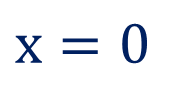 x = 0